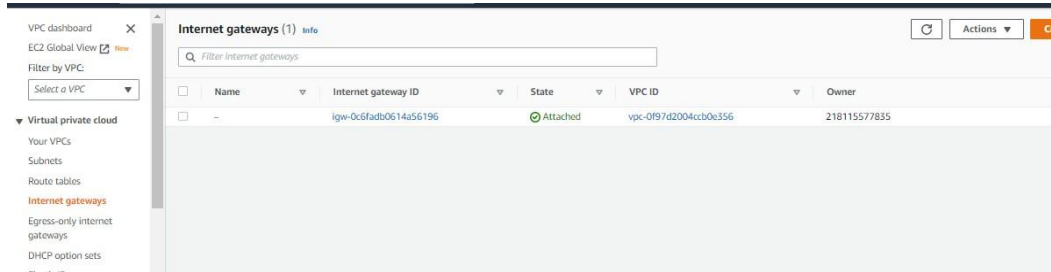 VPC dashboard
EC2 Global View New
Filter by VPC:
Select a VPC
Virtual private cloud
Your VPCs
Subnets
Route tables
Internet gateways
Egress-only internet
gateways
DHCP option sets
Internet gateways (1) Info
Actions
Filter internet gateways
Name Internet gateway ID State VPC ID Owner
– igw-0c6fadb0614a56196 Attached vpc-0f97d2004ccb0e356 218115577835